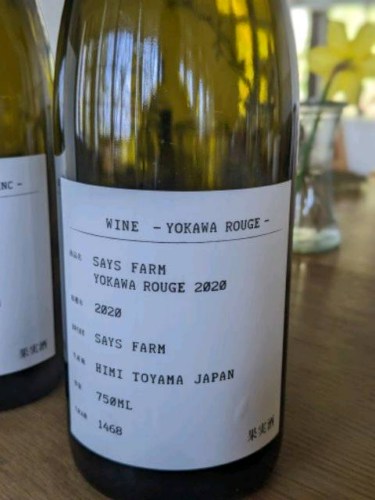 NC -
WINE - YOKAWA ROUGE -
SAYS FARM
YOKAWA ROUGE 2020
2020
SAYS FARM
HIMI TOYAMA JAPAN
750ML
1468
果実酒
果実酒